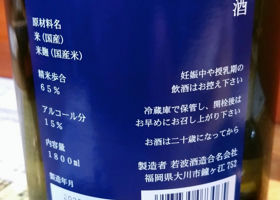 酒
原材料名
米(国産)
米麹(国産米)
精米歩合
65%
アルコール分
15%
内容量
1800ml
製造年月
妊娠中や授乳期の
飲酒はお控え下さい
冷蔵庫で保管し、開栓後は
お早めにお召し上がり下さい
お酒は二十歳になってから
製造者 若波酒造合名会
福岡県大川市鐘ヶ江752